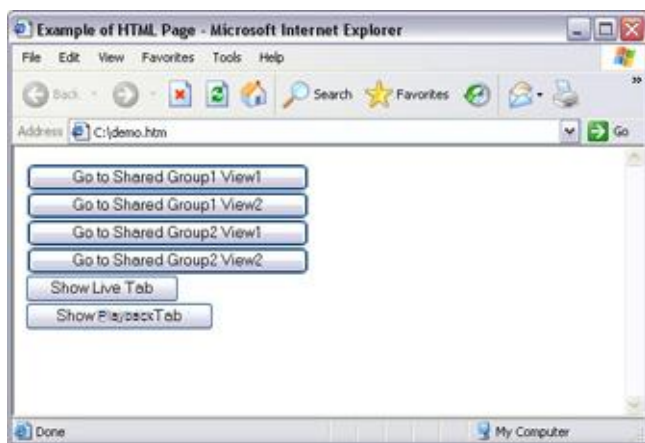 Example of HTML Page - Microsoft Internet Explorer
File Edit View Favorites Tools Help
Back Search Favorites »
Address C:\demo.htm Go
Go to Shared Group1 View1
Go to Shared Group1 View2
Go to Shared Group2 View1
Go to Shared Group2 View2
Show Live Tab
Show Playback Tab
Done My Computer